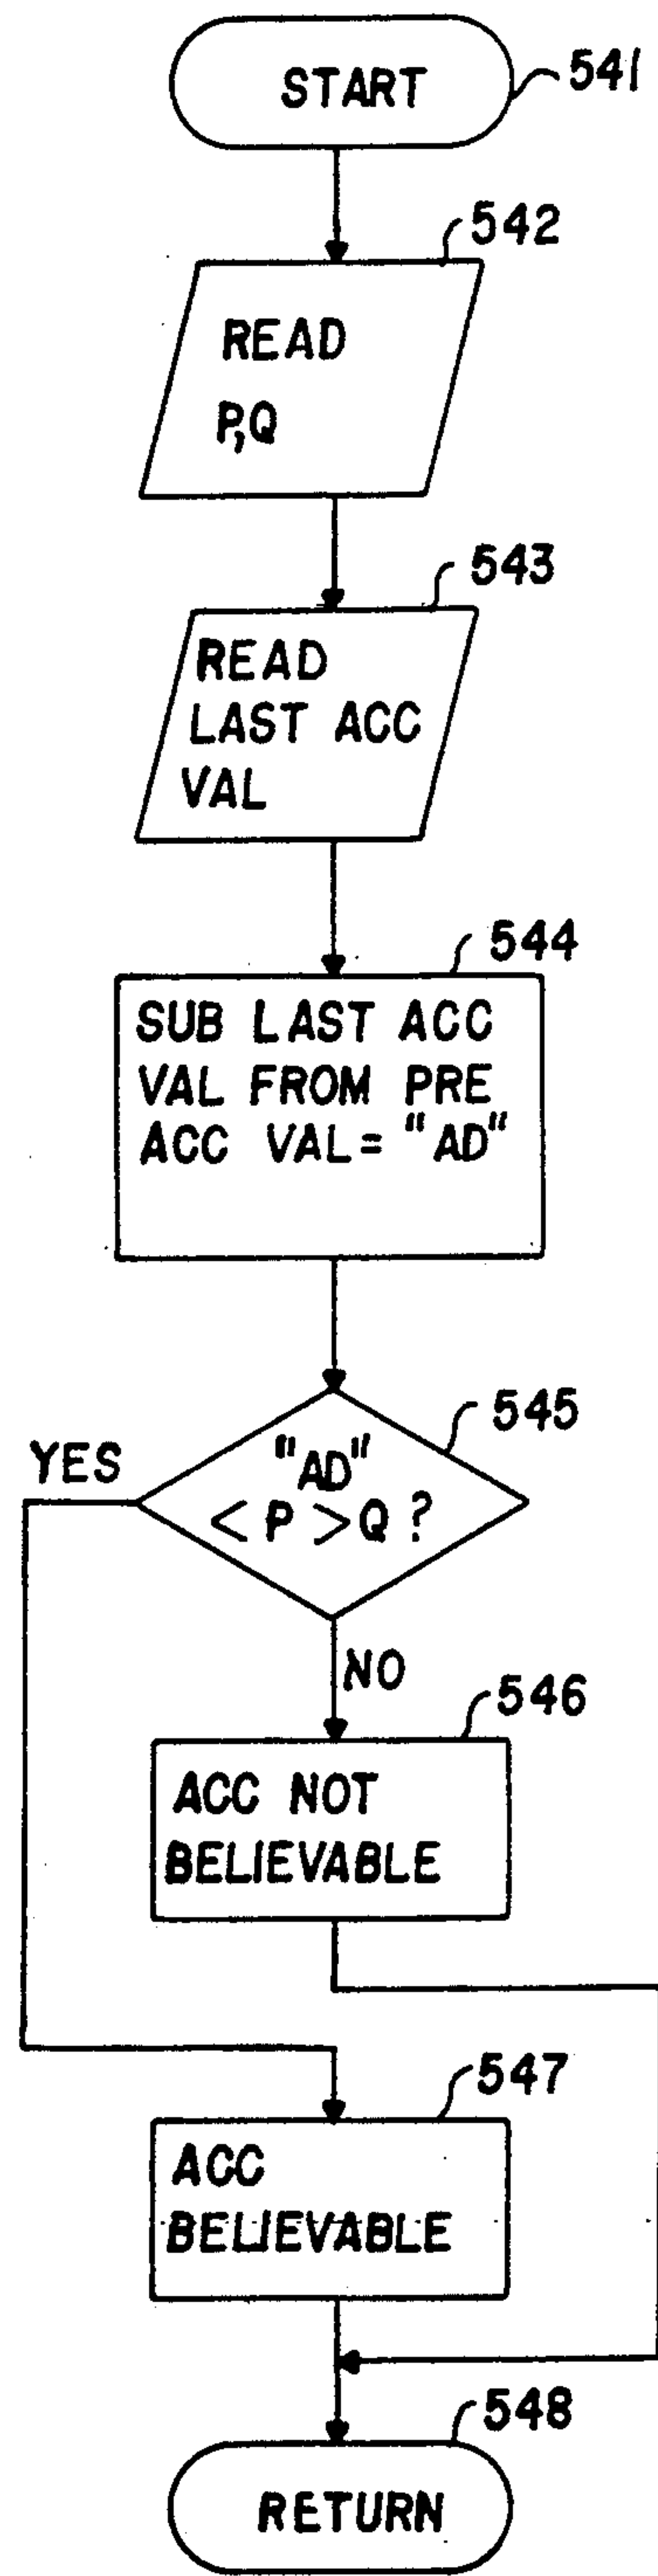 START
541
542
READ
P,Q
543
READ
LAST ACC
VAL
544
SUB LAST ACC
VAL FROM PRE
ACC VAL = "AD"
545
YES
"AD"
< P > Q ?
NO
546
ACC NOT
BELIEVABLE
547
ACC
BELIEVABLE
548
RETURN